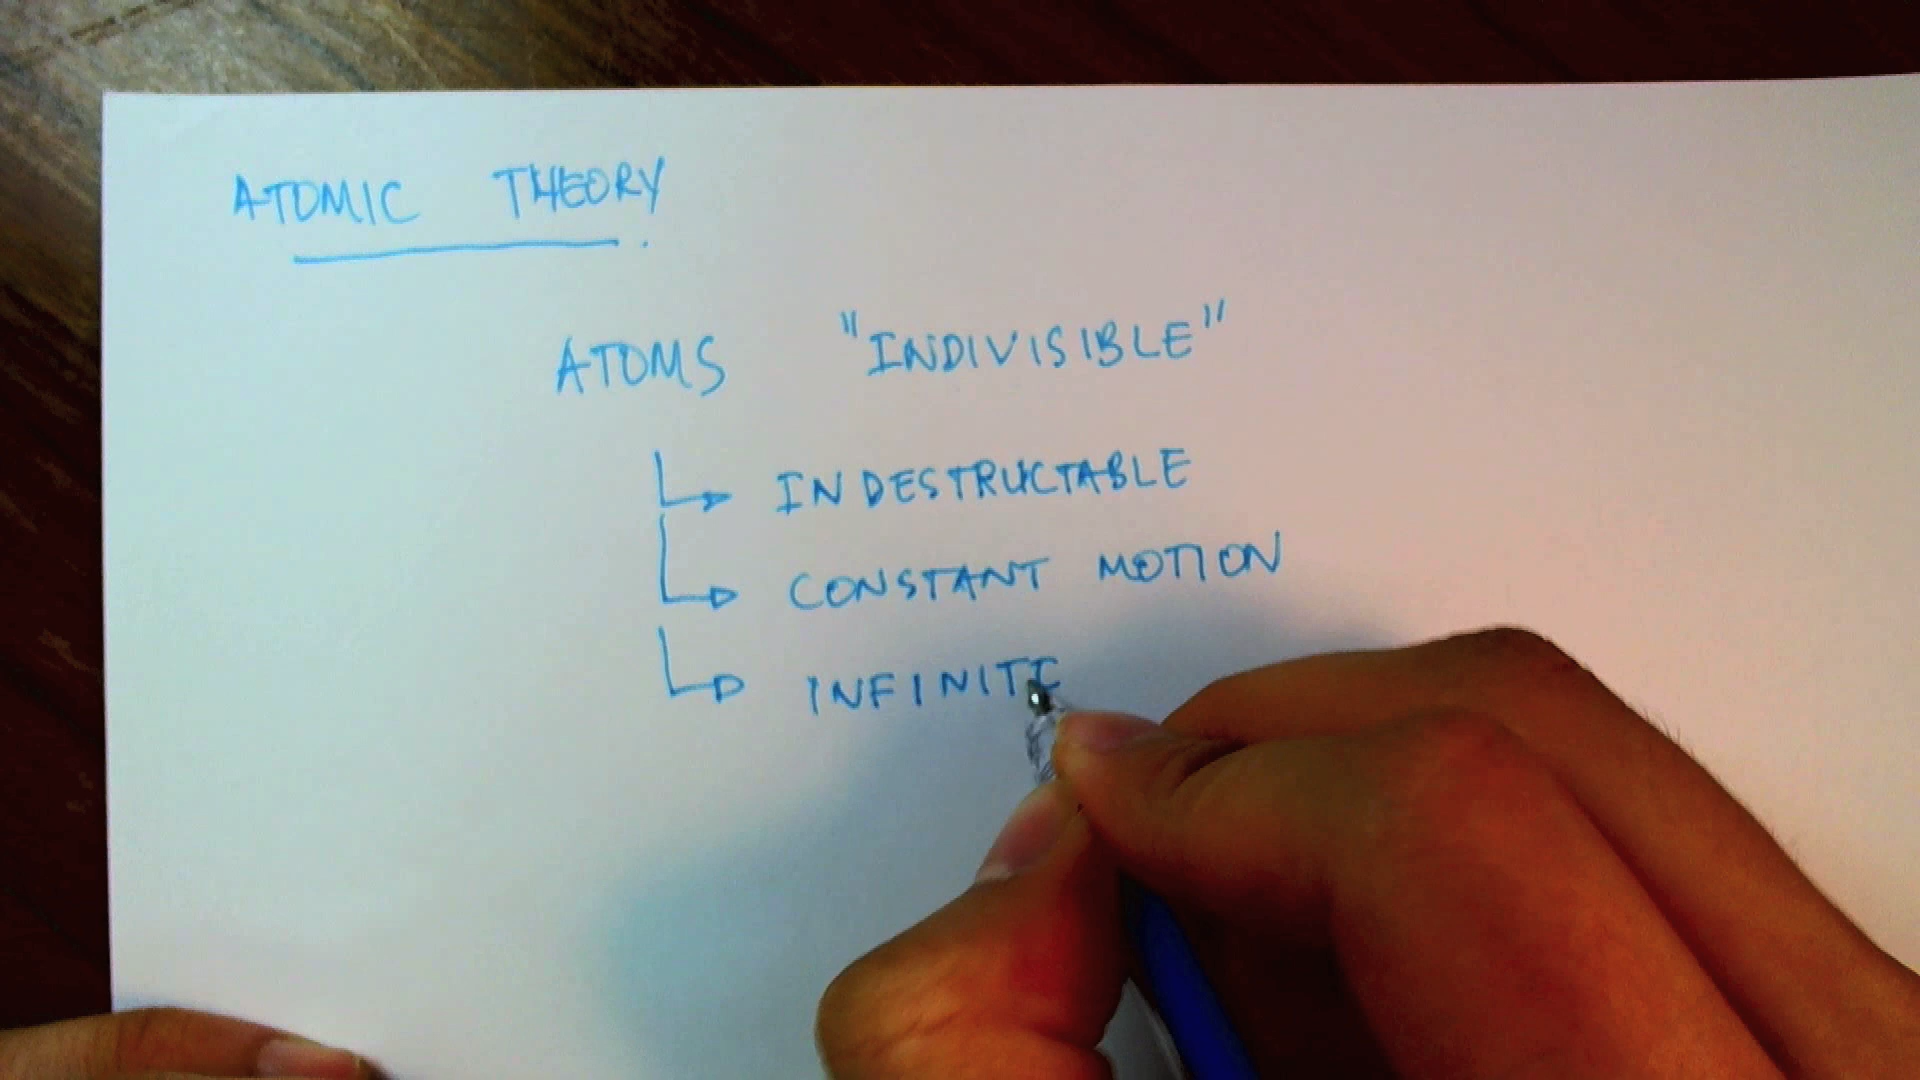 ATOMIC THEORY
ATOMS "INDIVISIBLE"
INDESTRUCTABLE
CONSTANT MOTION
INFINITE